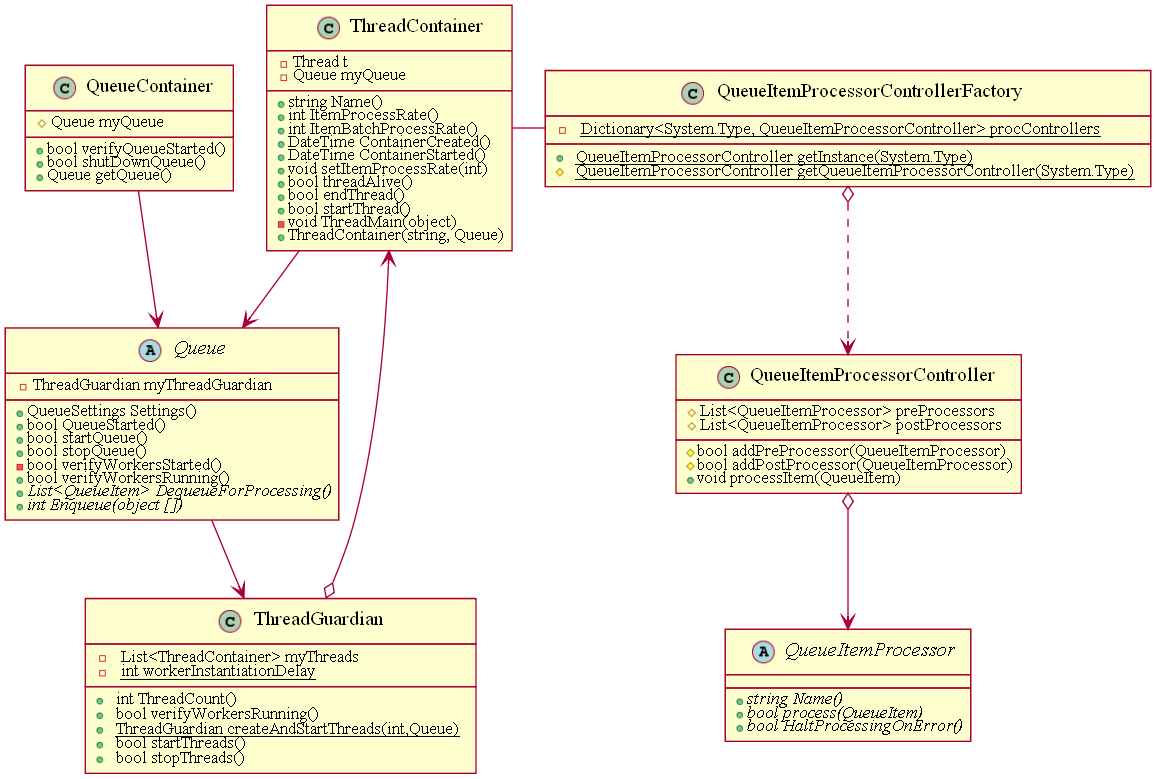 C ThreadContainer
Thread t
Queue myQueue
string Name()
int ItemProcessRate()
int ItemBatchProcessRate()
DateTime ContainerCreated()
DateTime ContainerStarted()
void setItemProcessRate(int)
bool threadAlive()
bool endThread()
bool startThread()
void ThreadMain(object)
ThreadContainer(string, Queue)
C QueueContainer
Queue myQueue
bool verifyQueueStarted()
bool shutDownQueue()
Queue getQueue()
C QueueItemProcessorControllerFactory
Dictionary<System.Type, QueueItemProcessorController> procControllers
QueueItemProcessorController getInstance(System.Type)
QueueItemProcessorController getQueueItemProcessorController(System.Type)
A Queue
ThreadGuardian myThreadGuardian
QueueSettings Settings()
bool QueueStarted()
bool startQueue()
bool stopQueue()
bool verifyWorkersStarted()
bool verifyWorkersRunning()
List<QueueItem> DequeueForProcessing()
int Enqueue(object [])
C QueueItemProcessorController
List<QueueItemProcessor> preProcessors
List<QueueItemProcessor> postProcessors
bool addPreProcessor(QueueItemProcessor)
bool addPostProcessor(QueueItemProcessor)
void processItem(QueueItem)
C ThreadGuardian
List<ThreadContainer> myThreads
int workerInstantiationDelay
int ThreadCount()
bool verifyWorkersRunning()
ThreadGuardian createAndStartThreads(int,Queue)
bool startThreads()
bool stopThreads()
A QueueItemProcessor
string Name()
bool process(QueueItem)
bool HaltProcessingOnError()